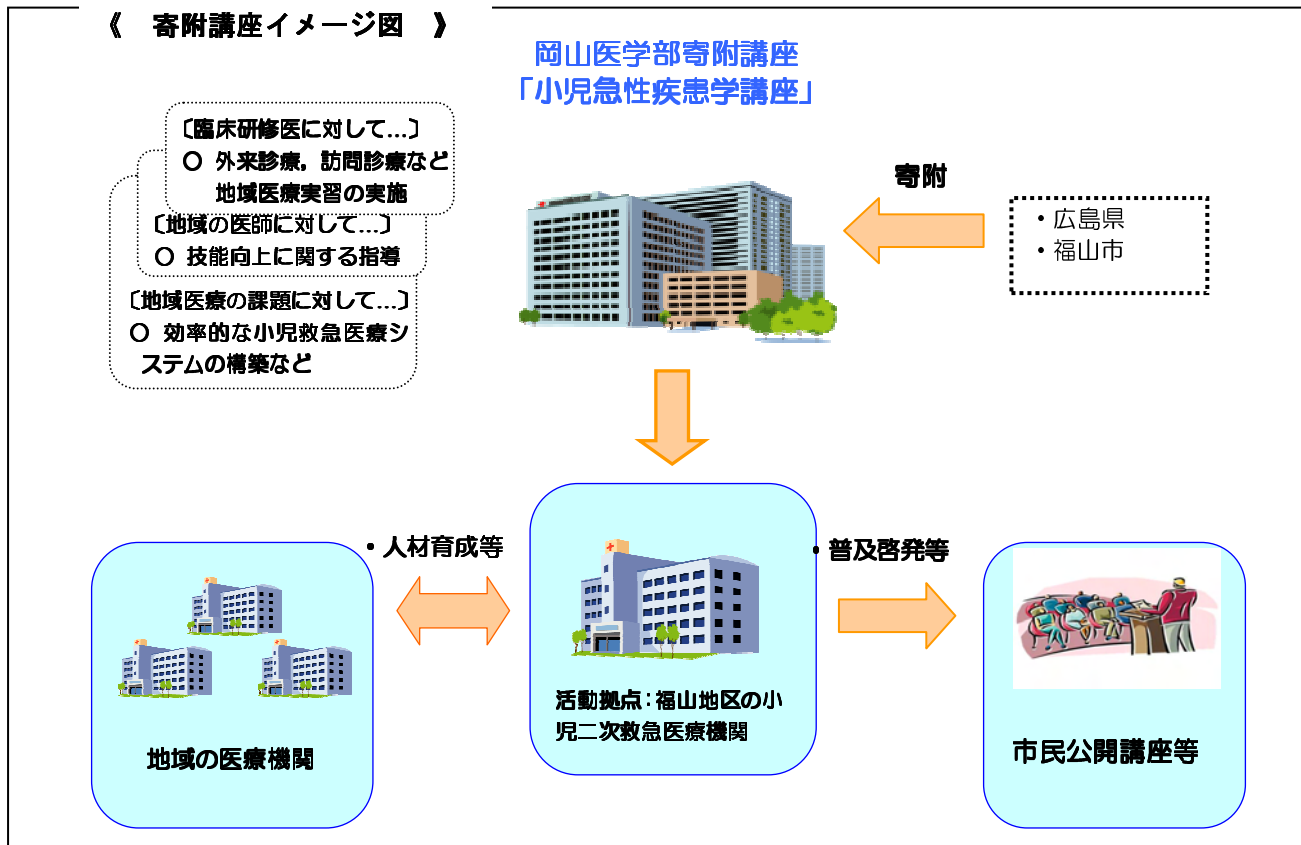 《 寄附講座イメージ図 》
岡山医学部寄附講座
「小児急性疾患学講座」
〔臨床研修医に対して…〕
○ 外来診療，訪問診療など
地域医療実習の実施
〔地域の医師に対して…〕
○ 技能向上に関する指導
〔地域医療の課題に対して…〕
○ 効率的な小児救急医療シ
ステムの構築など
寄附
・広島県
・福山市
・人材育成等
・普及啓発等
地域の医療機関
活動拠点：福山地区の小
児二次救急医療機関
市民公開講座等